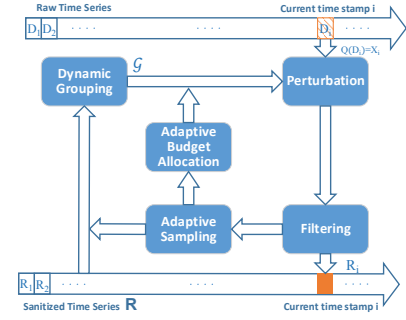 Raw Time Series
Current time stamp i
D1 D2 · · · · · · · · Di · · · ·
Q(Di)=Xi
Dynamic
Grouping
G
Perturbation
Adaptive
Budget
Allocation
Adaptive
Sampling
Filtering
Ri
R1 R2 · · · · · · · · · · · ·
Sanitized Time Series R
Current time stamp i